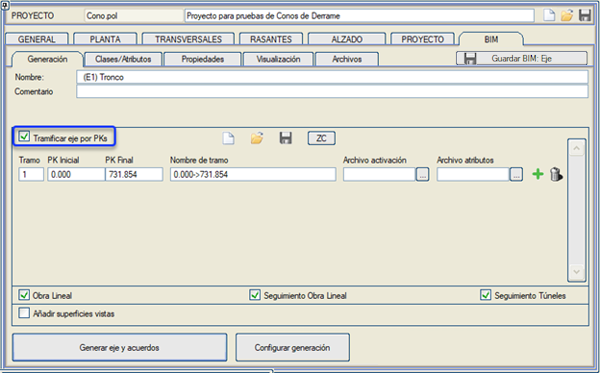 PROYECTO Cono.pol Proyecto para pruebas de Conos de Derrame
GENERAL PLANTA TRANSVERSALES RASANTES ALZADO PROYECTO BIM
Generación Clases/Atributos Propiedades Visualización Archivos Guardar BIM: Eje
Nombre: (E1) Tronco
Comentario
Tramificar eje por PKs ZC
Tramo PK Inicial PK Final Nombre de tramo Archivo activación Archivo atributos
1 0.000 731.854 0.000->731.854 ... ...
Obra Lineal Seguimiento Obra Lineal Seguimiento Túneles
Añadir superficies vistas
Generar eje y acuerdos Configurar generación